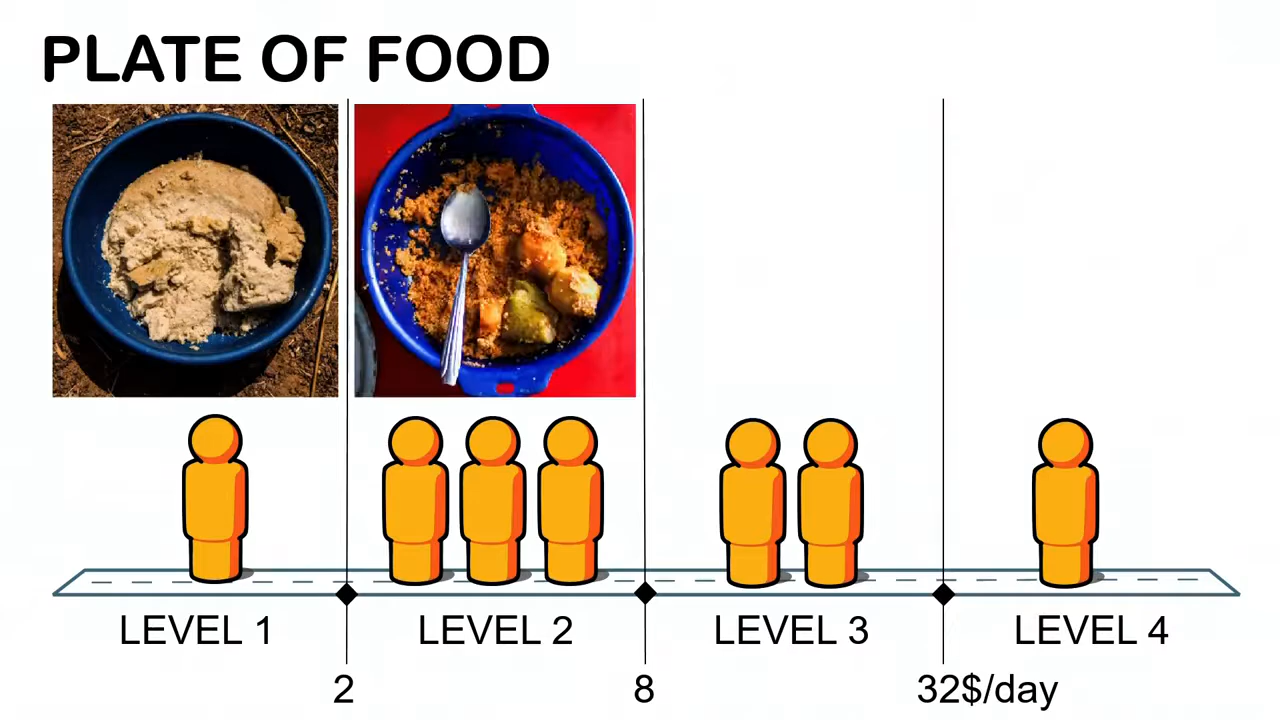 PLATE OF FOOD
LEVEL 1
LEVEL 2
LEVEL 3
LEVEL 4
2
8
32$/day